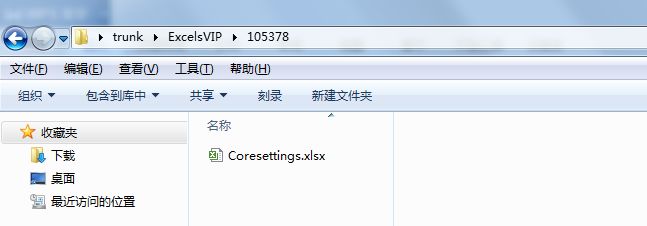 trunk ExcelsVIP 105378
文件(F) 编辑(E) 查看(V) 工具(T) 帮助(H)
组织 包含到库中 共享 刻录 新建文件夹
收藏夹
下载
桌面
最近访问的位置
名称
Coresettings.xlsx